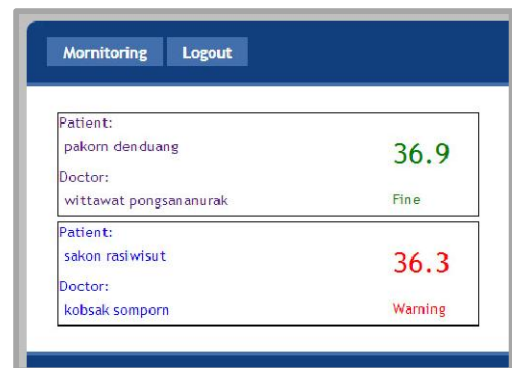 Mornitoring Logout
Patient:
pakorn denduang
36.9
Doctor:
wittawat pongsananurak
Fine
Patient:
sakon rasiwisut
36.3
Doctor:
kobsak somporn
Warning